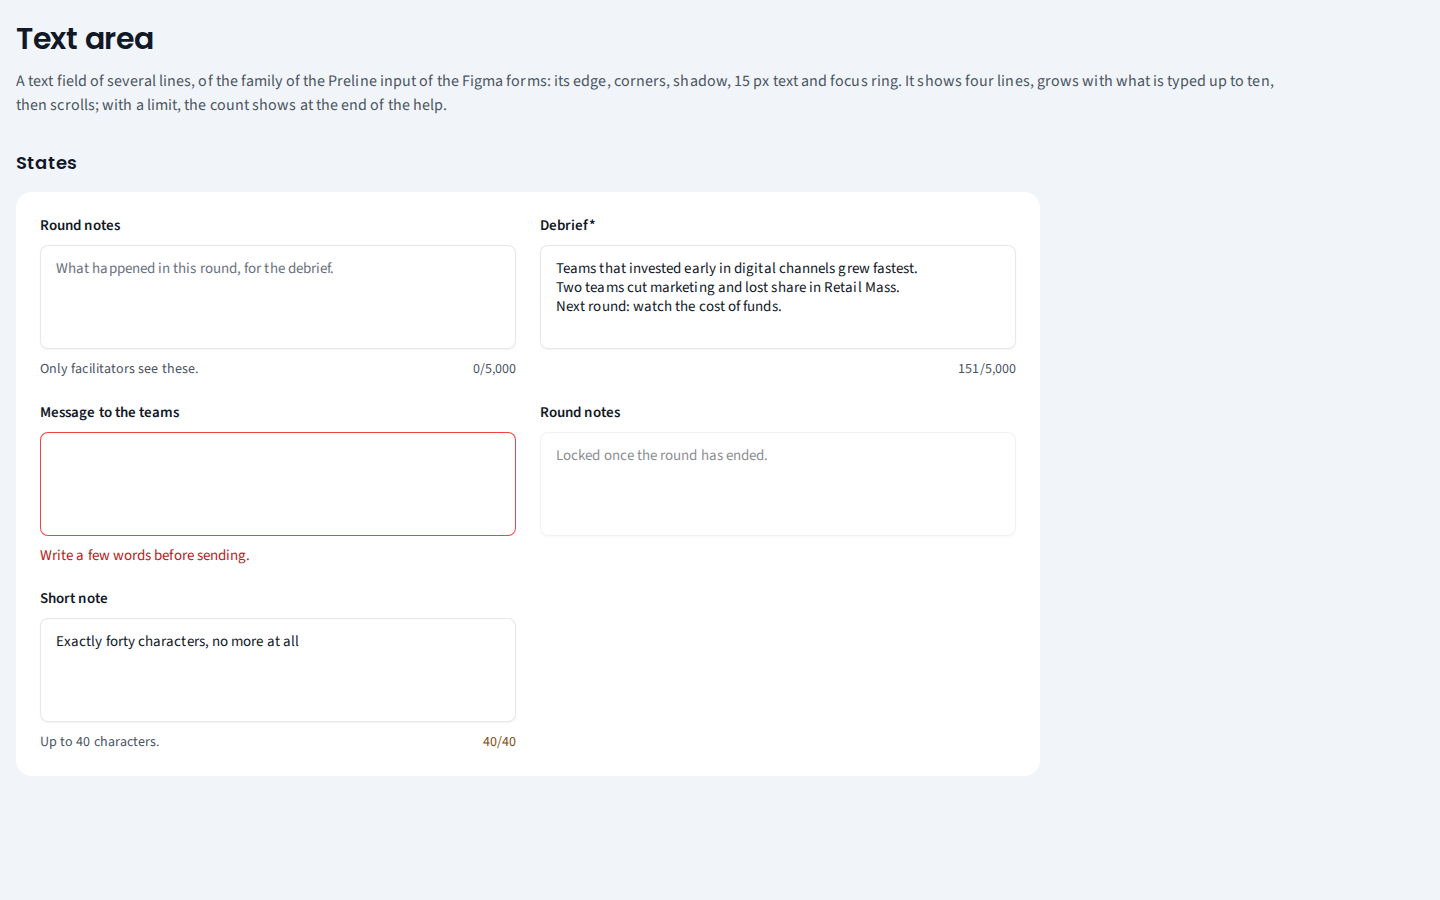 Text area
A text field of several lines, of the family of the Preline input of the Figma forms: its edge, corners, shadow, 15 px text and focus ring. It shows four lines, grows with what is typed up to ten,
then scrolls; with a limit, the count shows at the end of the help.
States
Round notes
What happened in this round, for the debrief.
Only facilitators see these.
0/5,000
Debrief*
Teams that invested early in digital channels grew fastest.
Two teams cut marketing and lost share in Retail Mass.
Next round: watch the cost of funds.
151/5,000
Message to the teams
Write a few words before sending.
Round notes
Locked once the round has ended.
Short note
Exactly forty characters, no more at all
Up to 40 characters.
40/40